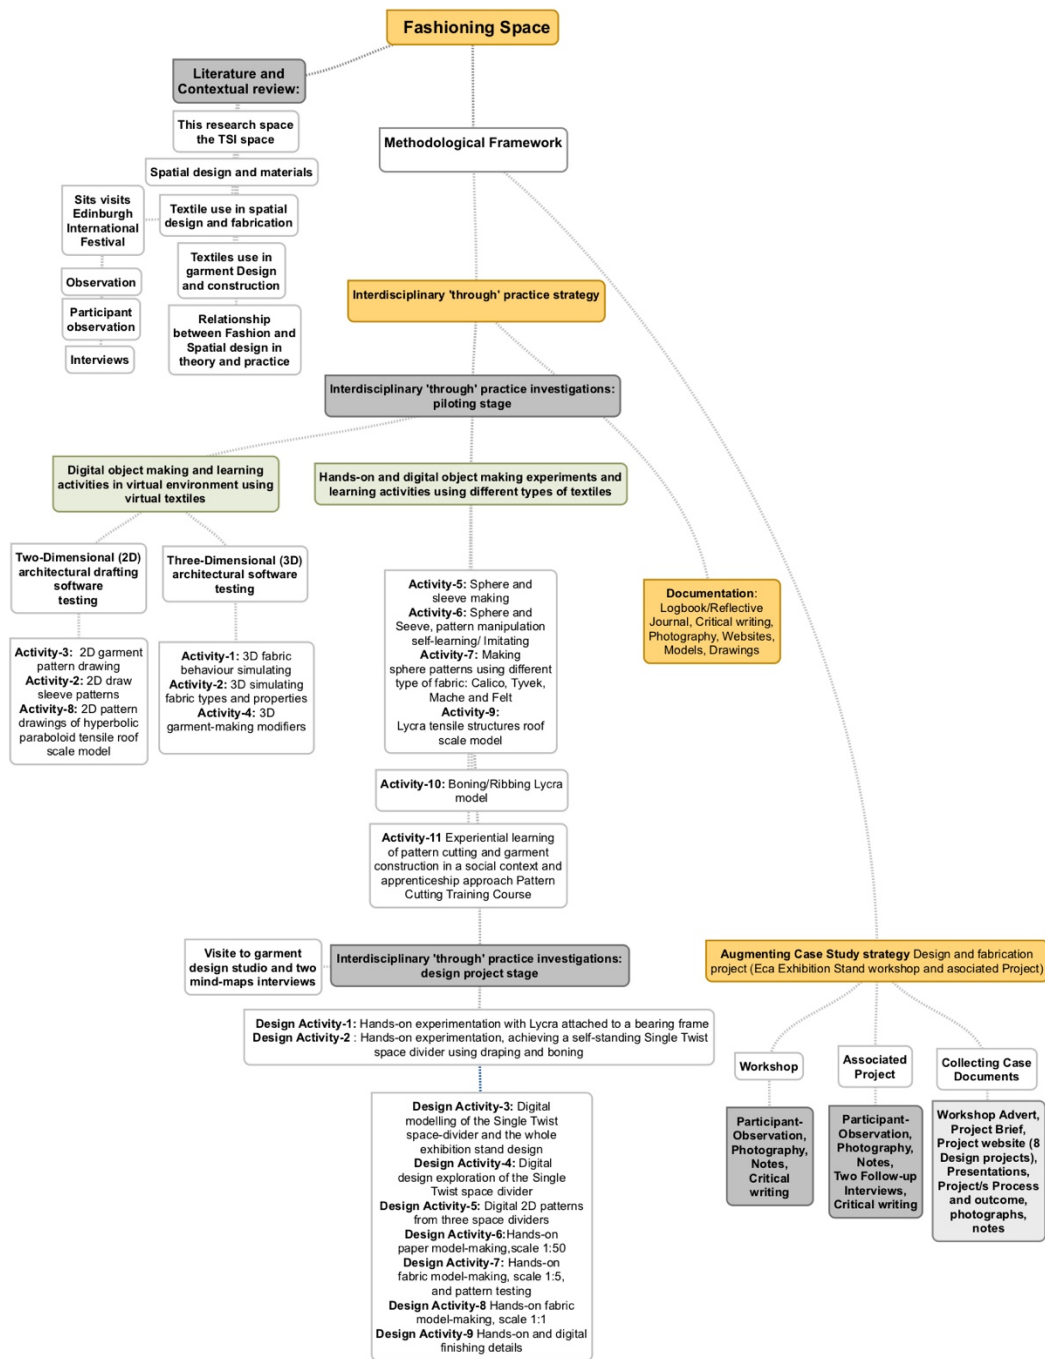 Fashioning Space
Literature and
Contextual review:
This research space
the TSI space
Methodological Framework
Spatial design and materials
Sits visits
Edinburgh
International
Festival
Textile use in spatial
design and fabrication
Textiles use in
garment Design
and construction
Observation
Participant
observation
Interviews
Relationship
between Fashion and
Spatial design in
theory and practice
Interdisciplinary 'through' practice strategy
Interdisciplinary 'through' practice investigations:
piloting stage
Digital object making and learning
activities in virtual environment using
virtual textiles
Hands-on and digital object making experiments and
learning activities using different types of textiles
Two-Dimensional (2D)
architectural drafting
software
testing
Three-Dimensional (3D)
architectural software
testing
Activity-3: 2D garment
pattern drawing
Activity-2: 2D draw
sleeve patterns
Activity-8: 2D pattern
drawings of hyperbolic
paraboloid tensile roof
scale model
Activity-1: 3D fabric
behaviour simulating
Activity-2: 3D simulating
fabric types and properties
Activity-4: 3D
garment-making modifiers
Activity-5: Sphere and
sleeve making
Activity-6: Sphere and
Seeve, pattern manipulation
self-learning/ Imitating
Activity-7: Making
sphere patterns using different
type of fabric: Calico, Tyvek,
Mache and Felt
Activity-9:
Lycra tensile structures roof
scale model
Documentation:
Logbook/Reflective
Journal, Critical writing,
Photography, Websites,
Models, Drawings
Activity-10: Boning/Ribbing Lycra
model
Activity-11 Experiential learning
of pattern cutting and garment
construction in a social context and
apprenticeship approach Pattern
Cutting Training Course
Visite to garment
design studio and two
mind-maps interviews
Interdisciplinary 'through' practice investigations:
design project stage
Augmenting Case Study strategy Design and fabrication
project (Eca Exhibition Stand workshop and asociated Project)
Design Activity-1: Hands-on experimentation with Lycra attached to a bearing frame
Design Activity-2 : Hands-on experimentation, achieving a self-standing Single Twist
space divider using draping and boning
Workshop
Associated
Project
Collecting Case
Documents
Participant-
Observation,
Photography,
Notes,
Critical
writing
Participant-
Observation,
Photography,
Notes,
Two Follow-up
Interviews,
Critical writing
Workshop Advert,
Project Brief,
Project website (8
Design projects),
Presentations,
Project/s Process
and outcome,
photographs,
notes
Design Activity-3: Digital
modelling of the Single Twist
space-divider and the whole
exhibition stand design
Design Activity-4: Digital
design exploration of the Single
Twist space divider
Design Activity-5: Digital 2D patterns
from three space dividers
Design Activity-6:Hands-on
paper model-making,scale 1:50
Design Activity-7: Hands-on
fabric model-making, scale 1:5,
and pattern testing
Design Activity-8 Hands-on fabric
model-making, scale 1:1
Design Activity-9 Hands-on and digital
finishing details